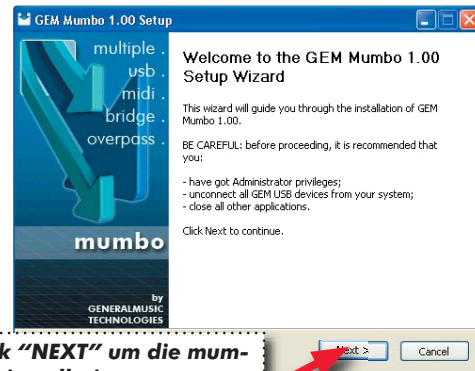 GEM Mumbo 1.00 Setup
multiple .
usb .
midi .
bridge .
overpass .
mumbo
by
GENERALMUSIC
TECHNOLOGIES
Welcome to the GEM Mumbo 1.00
Setup Wizard
This wizard will guide you through the installation of GEM
Mumbo 1.00.
BE CAREFUL: before proceeding, it is recommended that
you:
- have got Administrator privileges;
- unconnect all GEM USB devices from your system;
- close all other applications.
Click Next to continue.
k “NEXT” um die mum-
Next >
Cancel